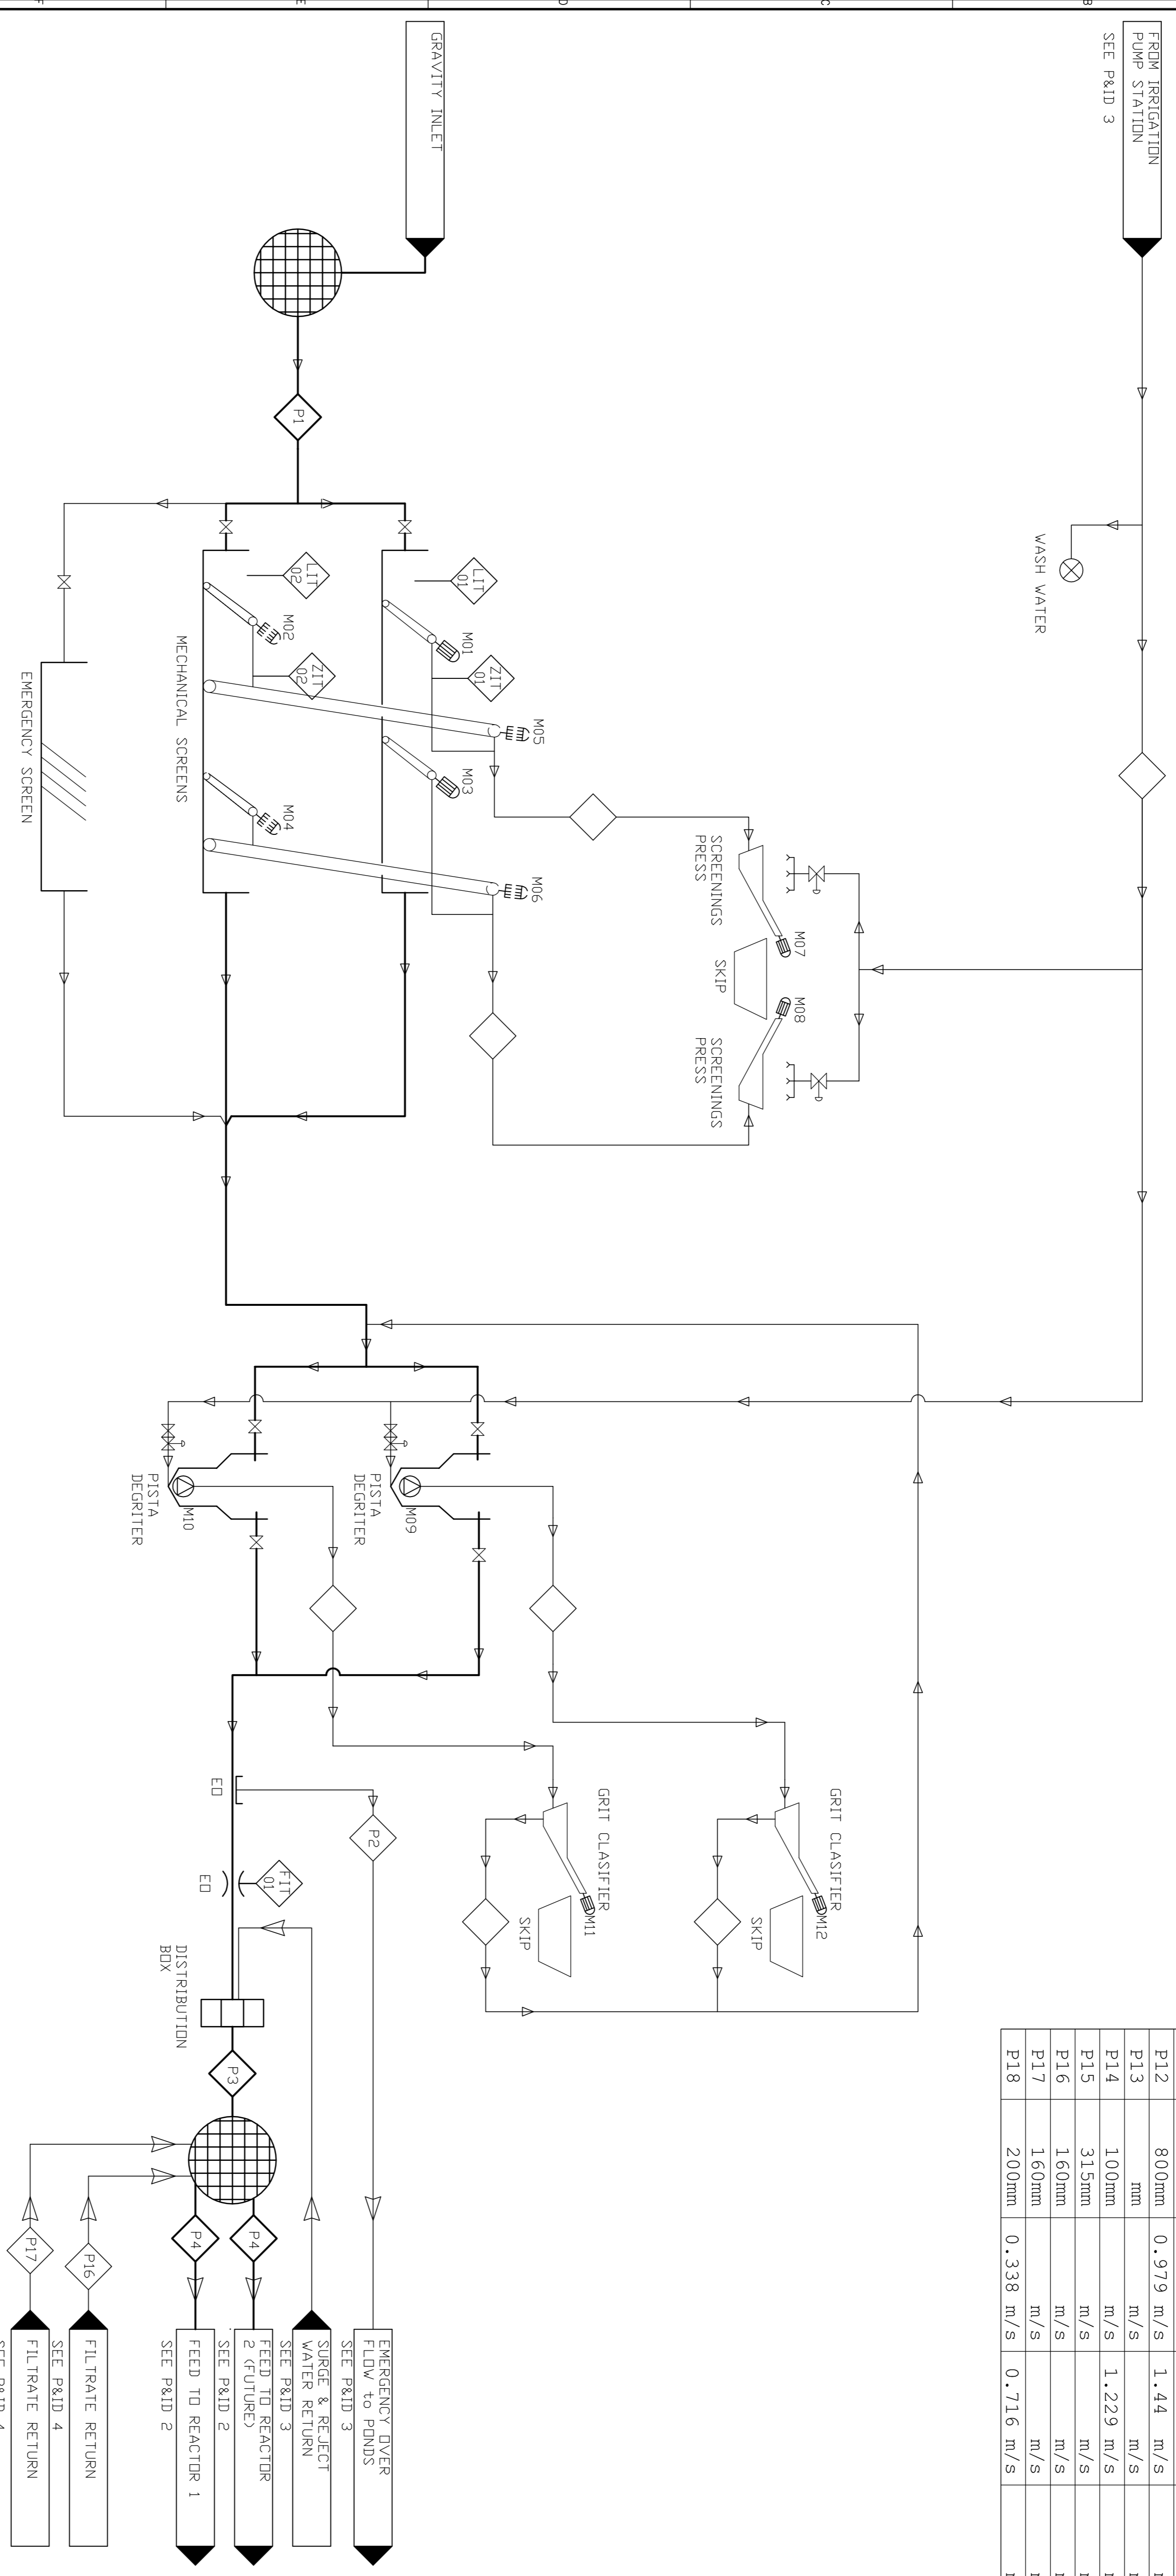 F
E
D
C
B
FROM IRRIGATION
PUMP STATION
SEE P&ID 3
GRAVITY INLET
P1
WASH WATER
LIT
01
LIT
02
M01
M02
ZIT
01
ZIT
02
M05
M03
M04
M06
MECHANICAL SCREENS
EMERGENCY SCREEN
SCREENINGS
PRESS
M07
SKIP
M08
SCREENINGS
PRESS
M09
PISTA
DEGRITER
M10
PISTA
DEGRITER
GRIT CLASIFIER
M12
SKIP
GRIT CLASIFIER
M11
SKIP
P2
EO
FIT
01
EO
DISTRIBUTION
BOX
P3
P4
P4
P16
P17
EMERGENCY OVER
FLOW to PONDS
SEE P&ID 3
SURGE & REJECT
WATER RETURN
SEE P&ID 3
FEED TO REACTOR
2 (FUTURE)
SEE P&ID 2
FEED TO REACTOR 1
SEE P&ID 2
FILTRATE RETURN
SEE P&ID 4
FILTRATE RETURN
SEE P&ID 4
P12 800mm 0.979 m/s 1.44 m/s
P13 mm m/s m/s
P14 100mm m/s 1.229 m/s
P15 315mm m/s m/s
P16 160mm m/s m/s
P17 160mm m/s m/s
P18 200mm 0.338 m/s 0.716 m/s